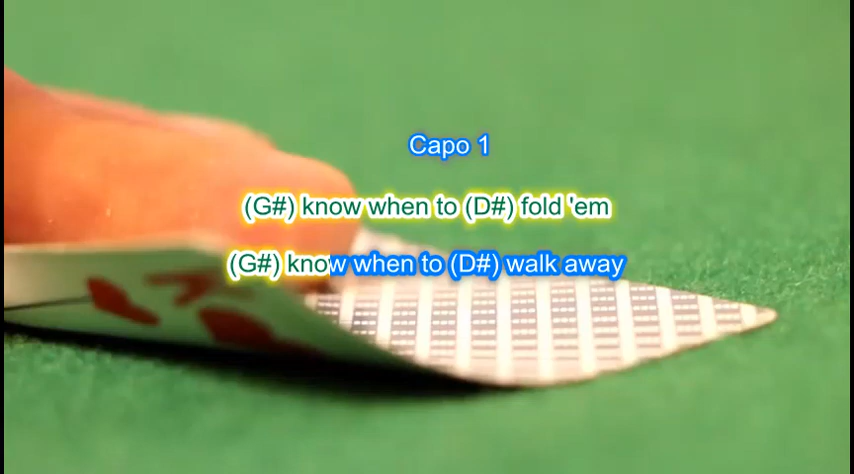 Capo 1
(G#) know when to (D#) fold 'em
(G#) know when to (D#) walk away